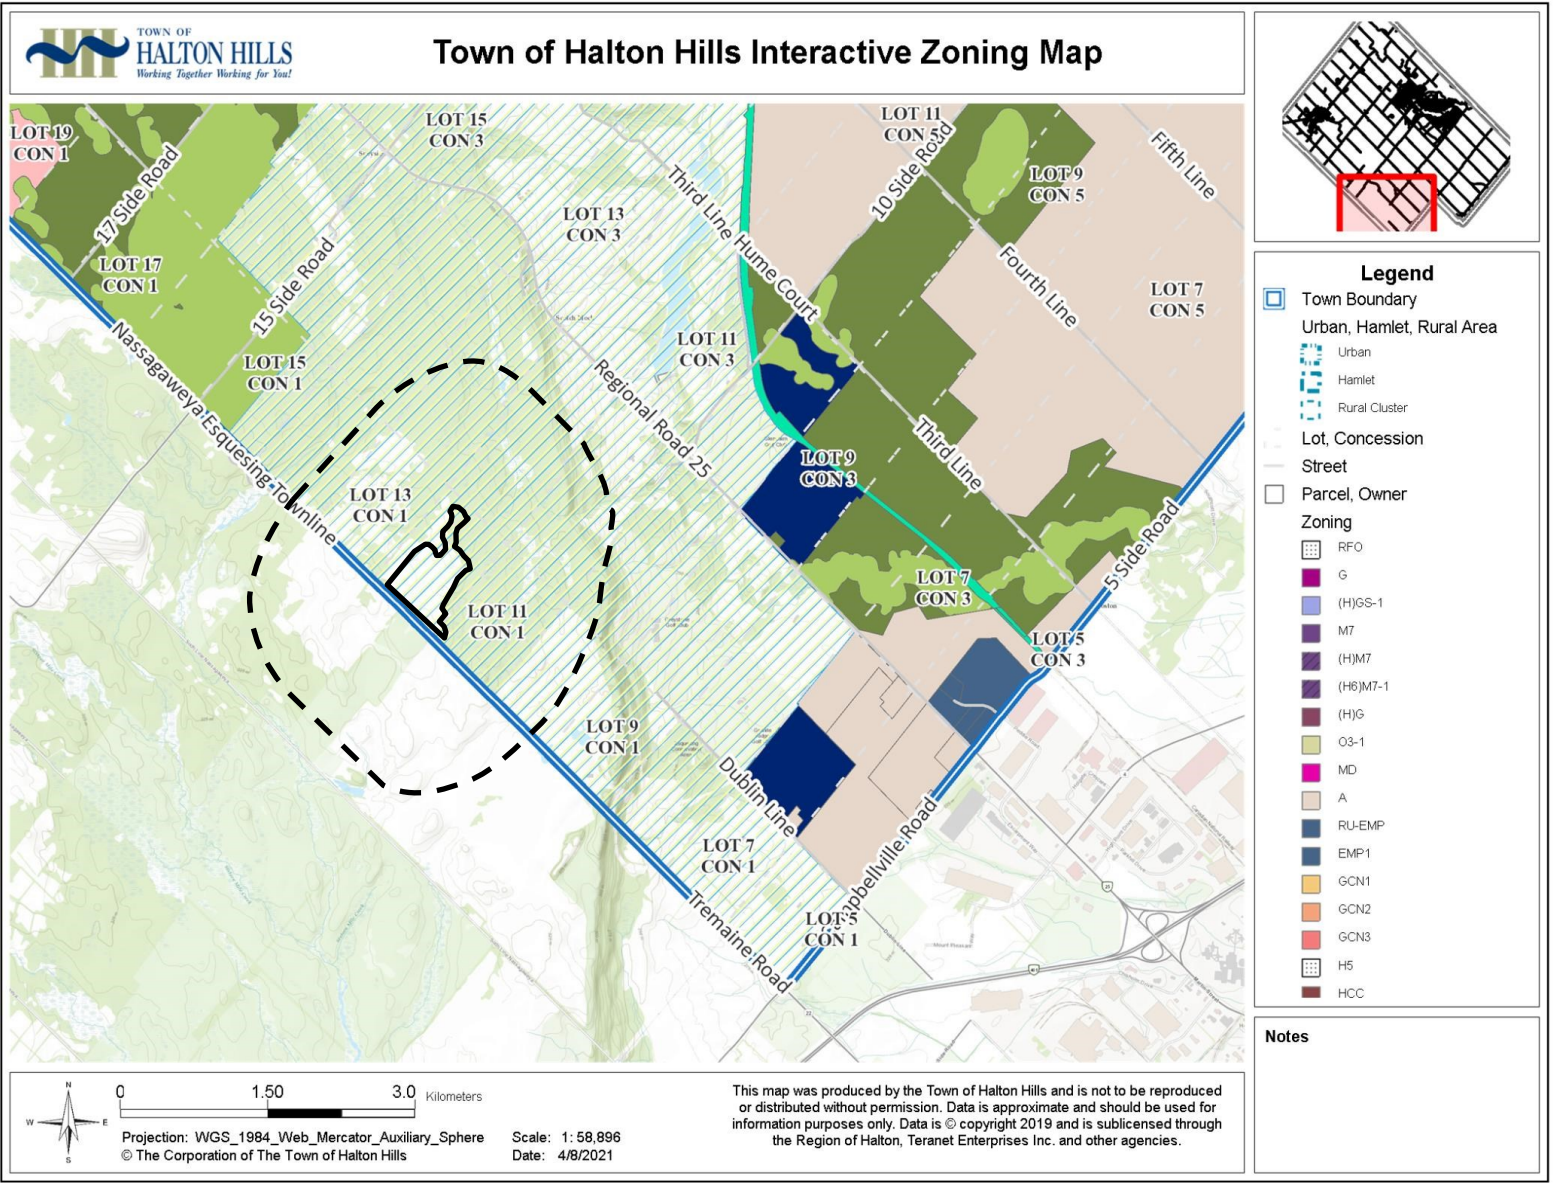 TOWN OF
HALTON HILLS
Working Together Working for You!
Town of Halton Hills Interactive Zoning Map
LOT 19
CON 1
17 Side Road
LOT 17
CON 1
15 Side Road
LOT 15
CON 1
LOT 15
CON 3
LOT 13
CON 3
Third Line
Hume Court
LOT 11
CON 5
10 Side Road
LOT 9
CON 5
Fifth Line
Fourth Line
LOT 7
CON 5
LOT 11
CON 3
Regional Road 25
Nassagaweya Esquesing Townline
LOT 13
CON 1
LOT 11
CON 1
LOT 9
CON 3
Third Line
LOT 7
CON 3
5 Side Road
LOT 5
CON 3
LOT 9
CON 1
Dublin Line
LOT 7
CON 1
Tremaine Road
LOT 5
CON 1
mpbellville Road
Legend
Town Boundary
Urban, Hamlet, Rural Area
Urban
Hamlet
Rural Cluster
Lot, Concession
Street
Parcel, Owner
Zoning
RFO
G
(H)GS-1
M7
(H)M7
(H6)M7-1
(H)G
O3-1
MD
A
RU-EMP
EMP1
GCN1
GCN2
GCN3
H5
HCC
Notes
N
W E
S
0 1.50 3.0 Kilometers
Projection: WGS_1984_Web_Mercator_Auxiliary_Sphere
© The Corporation of The Town of Halton Hills
Scale: 1: 58,896
Date: 4/8/2021
This map was produced by the Town of Halton Hills and is not to be reproduced
or distributed without permission. Data is approximate and should be used for
information purposes only. Data is © copyright 2019 and is sublicensed through
the Region of Halton, Teranet Enterprises Inc. and other agencies.